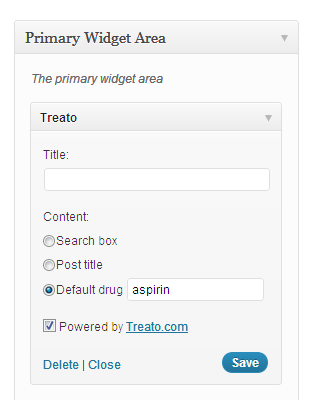 Primary Widget Area
The primary widget area
Treato
Title:
Content:
Search box
Post title
Default drug aspirin
Powered by Treato.com
Delete | Close Save